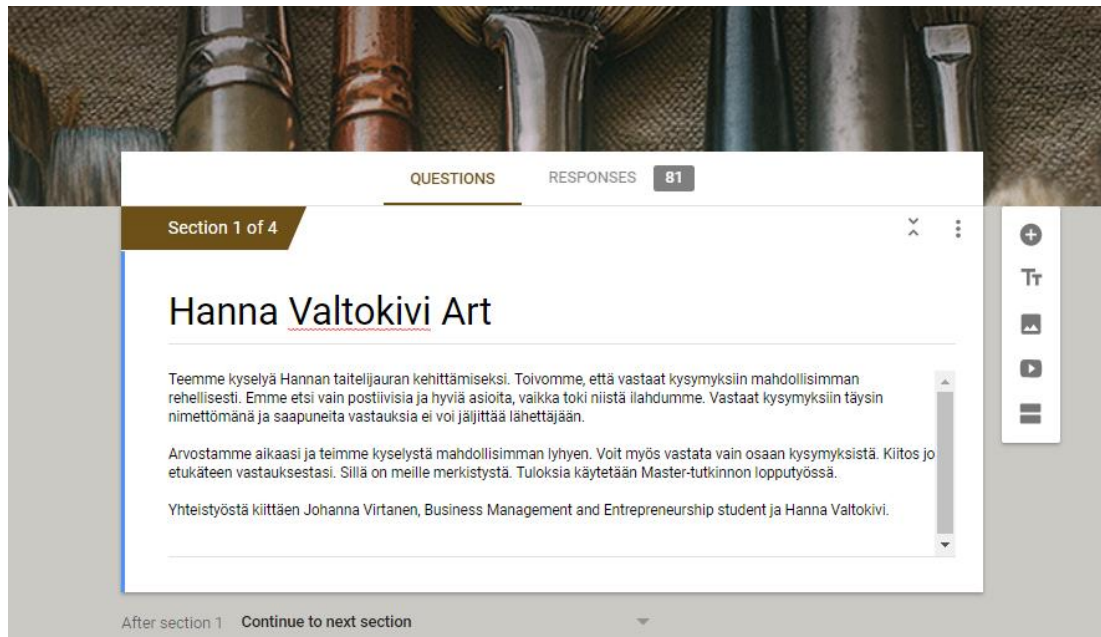 QUESTIONS RESPONSES 81
Section 1 of 4
Hanna Valtokivi Art
Teemme kyselyä Hannan taitelijauran kehittämiseksi. Toivomme, että vastaat kysymyksiin mahdollisimman
rehellisesti. Emme etsi vain postiivisia ja hyviä asioita, vaikka toki niistä ilahdumme. Vastaat kysymyksiin täysin
nimettömänä ja saapuneita vastauksia ei voi jäljittää lähettäjään.
Arvostamme aikaasi ja teimme kyselystä mahdollisimman lyhyen. Voit myös vastata vain osaan kysymyksistä. Kiitos jo
etukäteen vastauksestasi. Sillä on meille merkistystä. Tuloksia käytetään Master-tutkinnon lopputyössä.
Yhteistyöstä kiittäen Johanna Virtanen, Business Management and Entrepreneurship student ja Hanna Valtokivi.
After section 1 Continue to next section
Tт